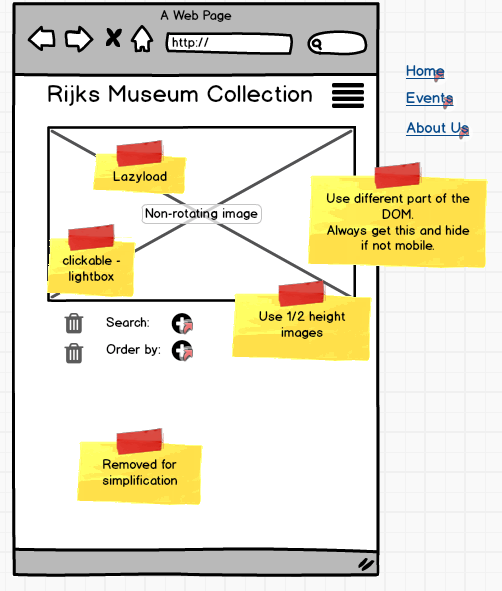 A Web Page
http://
Rijks Museum Collection
Home
Events
About Us
Lazyload
Non-rotating image
clickable -
lightbox
Use different part of the
DOM.
Always get this and hide
if not mobile.
Use 1/2 height
images
Search:
Order by:
Removed for
simplification